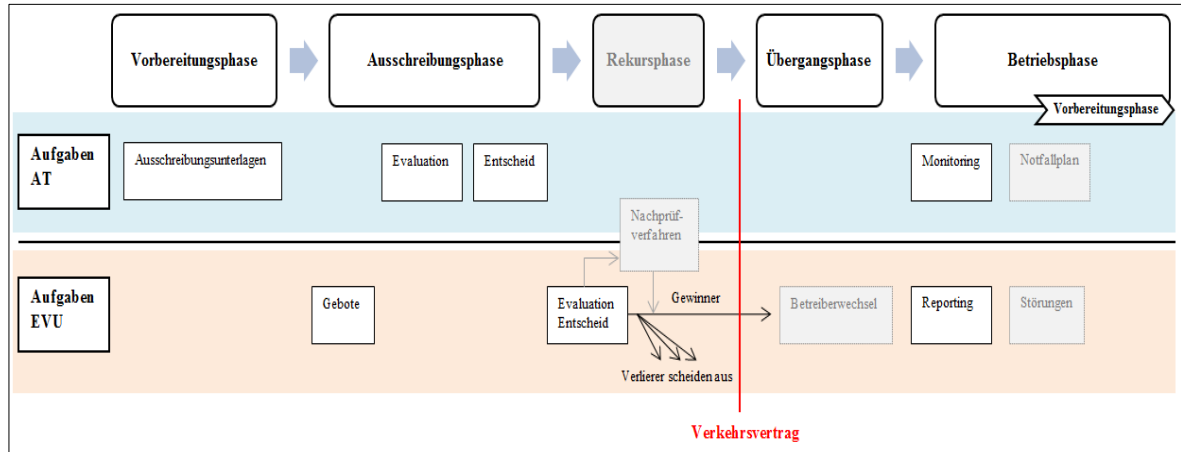 Vorbereitungsphase
Ausschreibungsphase
Rekursphase
Übergangsphase
Betriebsphase
Vorbereitungsphase
Aufgaben
AT
Ausschreibungsunterlagen
Evaluation
Entscheid
Monitoring
Notfallplan
Nachprüf-
verfahren
Aufgaben
EVU
Gebote
Evaluation
Entscheid
Gewinner
Betreiberwechsel
Reporting
Störungen
Verlierer scheiden aus
Verkehrsvertrag